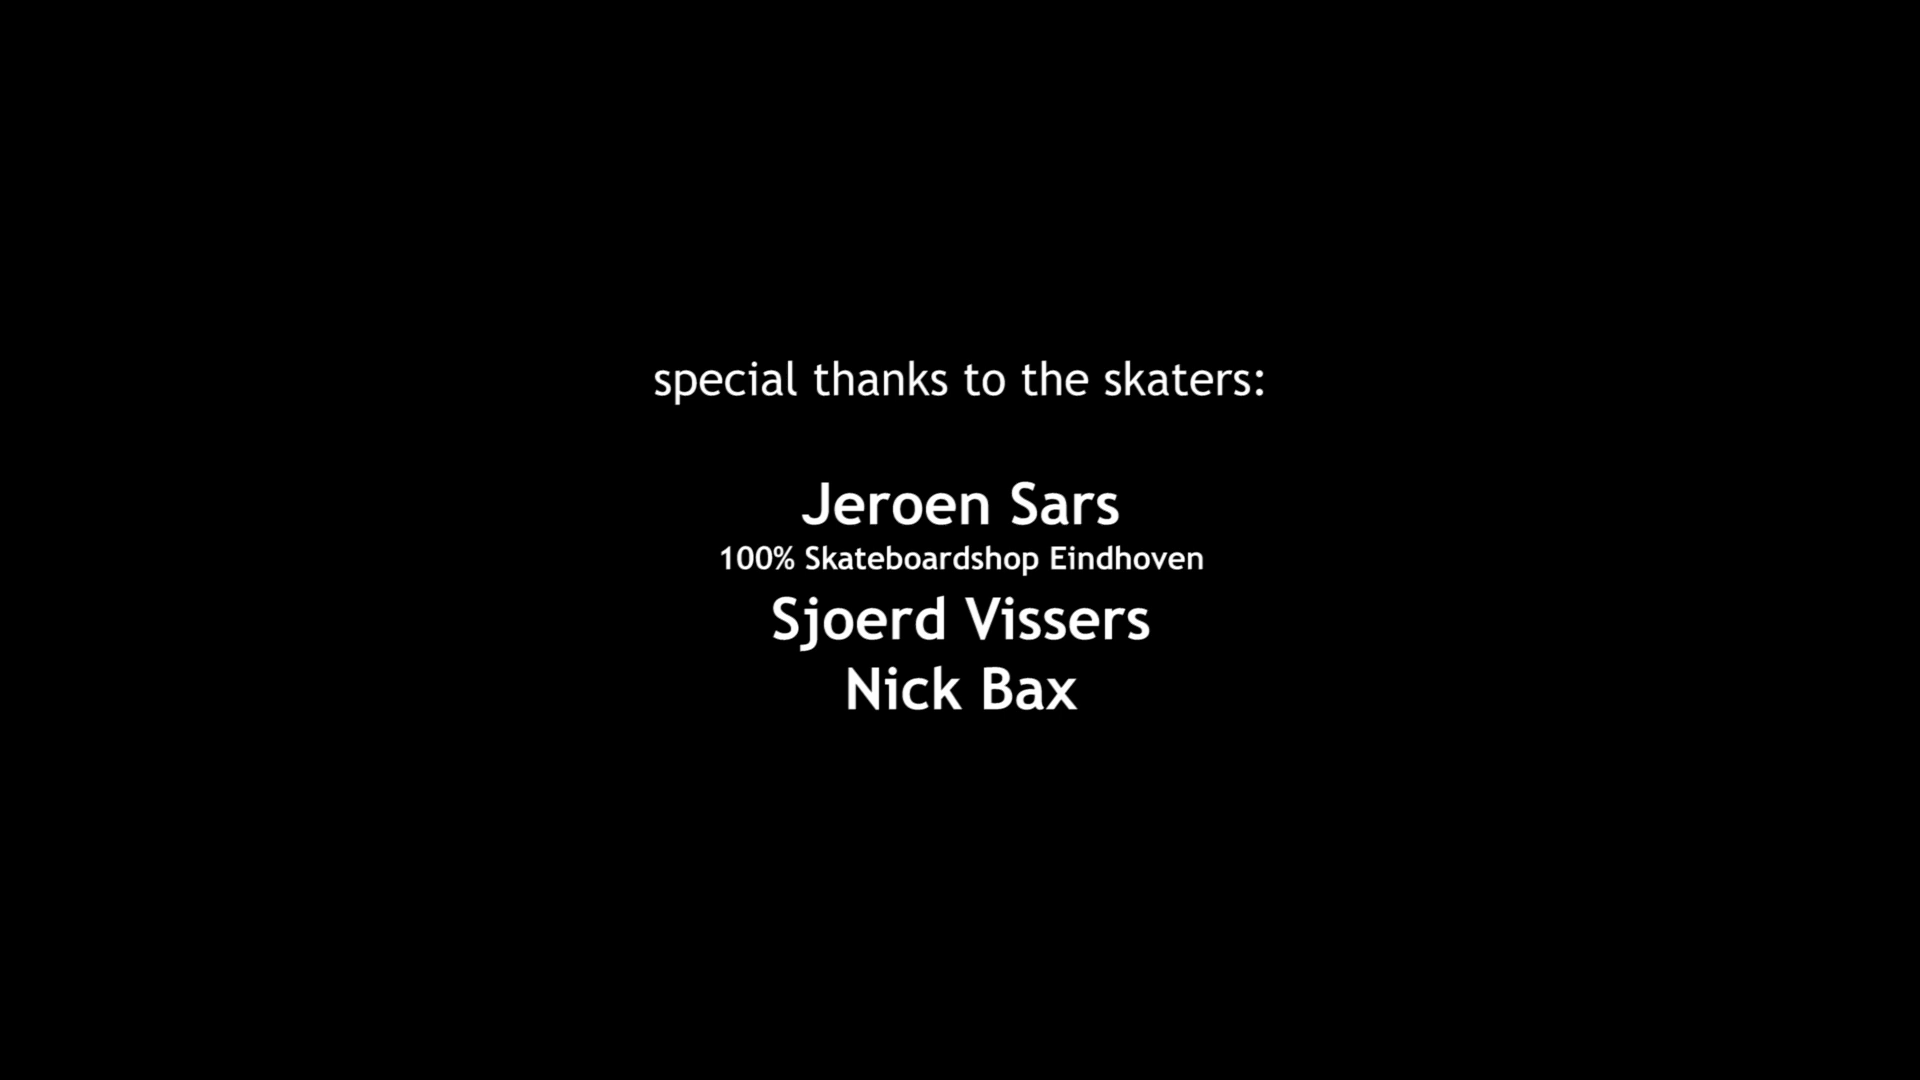 special thanks to the skaters:
Jeroen Sars
100% Skateboardshop Eindhoven
Sjoerd Vissers
Nick Bax